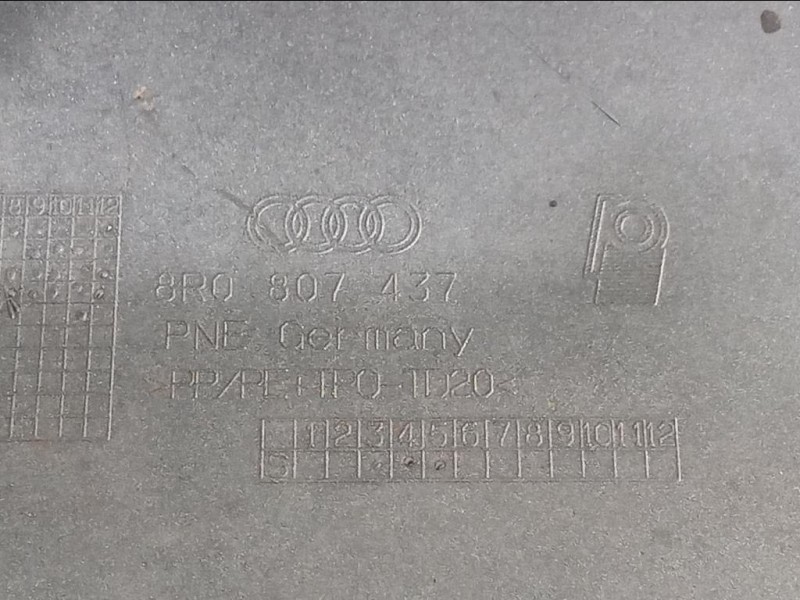 8 9 10 11 12
8R0 807 437
PNE Germany
>PP/PE+TPO-TD20<
1 2 3 4 5 6 7 8 9 10 11 12
S